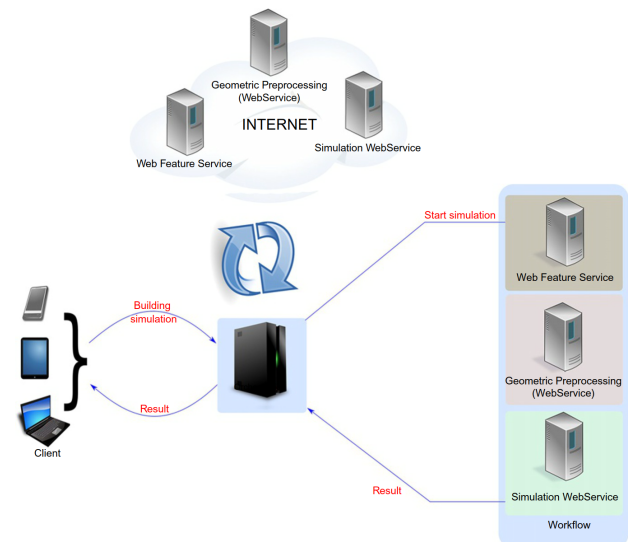 Geometric Preprocessing
(WebService)
INTERNET
Simulation WebService
Web Feature Service
Start simulation
Web Feature Service
Building
simulation
Geometric Preprocessing
(WebService)
Result
Client
Result
Simulation WebService
Workflow